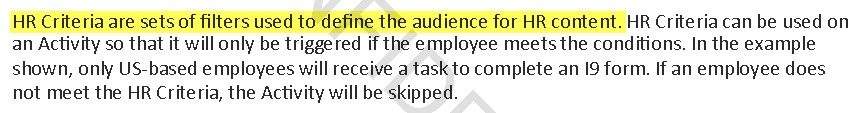 HR Criteria are sets of filters used to define the audience for HR content. HR Criteria can be used on
an Activity so that it will only be triggered if the employee meets the conditions. In the example
shown, only US-based employees will receive a task to complete an I9 form. If an employee does
not meet the HR Criteria, the Activity will be skipped.